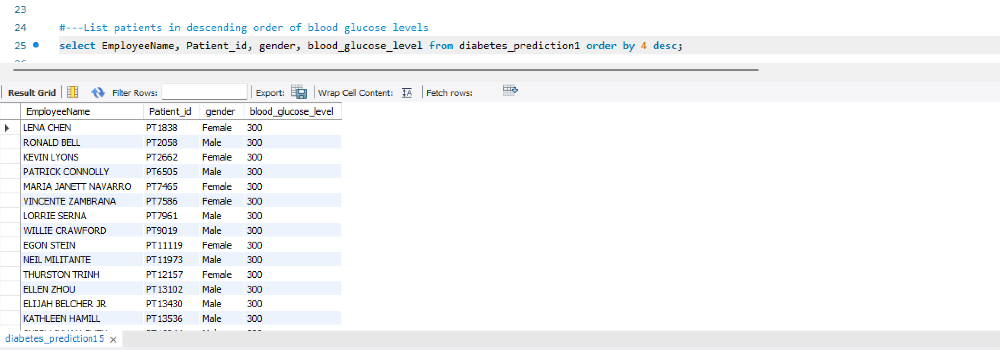 23
24 #---List patients in descending order of blood glucose levels
25 select EmployeeName, Patient_id, gender, blood_glucose_level from diabetes_prediction1 order by 4 desc;
Result Grid Filter Rows: Export: Wrap Cell Content: Fetch rows:
EmployeeName Patient_id gender blood_glucose_level
LENA CHEN PT1838 Female 300
RONALD BELL PT2058 Male 300
KEVIN LYONS PT2662 Female 300
PATRICK CONNOLLY PT6505 Male 300
MARIA JANETT NAVARRO PT7465 Female 300
VINCENTE ZAMBRANA PT7586 Female 300
LORRIE SERNA PT7961 Male 300
WILLIE CRAWFORD PT9019 Male 300
EGON STEIN PT11119 Female 300
NEIL MILITANTE PT11973 Male 300
THURSTON TRINH PT12157 Female 300
ELLEN ZHOU PT13102 Male 300
ELIJAH BELCHER JR PT13430 Male 300
KATHLEEN HAMILL PT13536 Male 300
diabetes_prediction1 5